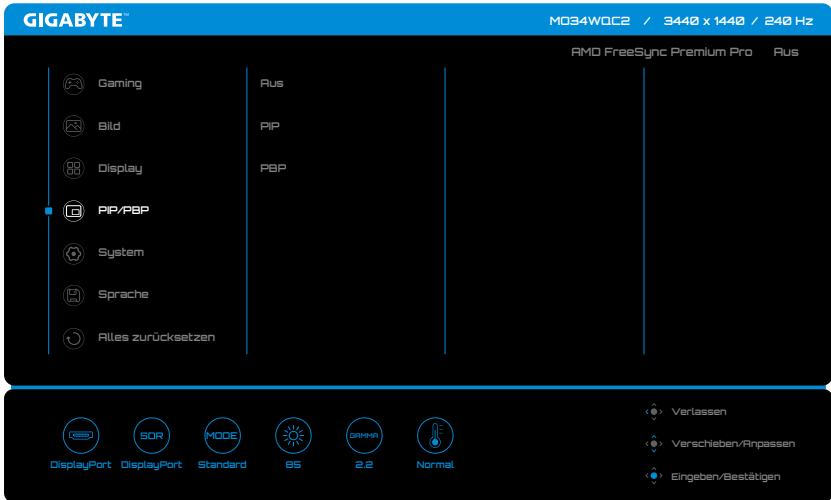 GIGABYTE™
MO34WQC2 / 3440 x 1440 / 240 Hz
AMD FreeSync Premium Pro Aus
Gaming Aus
Bild PIP
Display PBP
PIP/PBP
System
Sprache
Alles zurücksetzen
SDR MODE GAMMA
DisplayPort DisplayPort Standard 85 2.2 Normal
Verlassen
Verschieben/Anpassen
Eingeben/Bestätigen